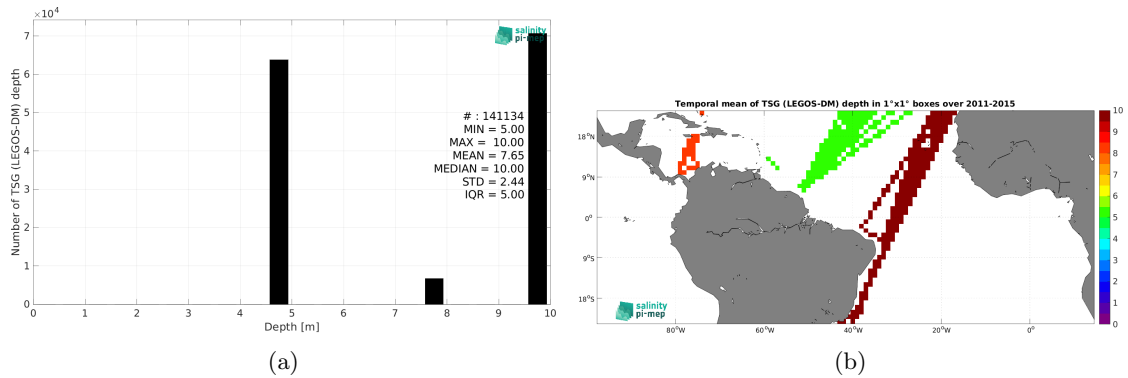 ×10⁴
7
6
5
4
3
2
1
0
Number of TSG (LEGOS-DM) depth
salinity
pi-mep
# : 141134
MIN = 5.00
MAX = 10.00
MEAN = 7.65
MEDIAN = 10.00
STD = 2.44
IQR = 5.00
0 1 2 3 4 5 6 7 8 9 10
Depth [m]
(a)
Temporal mean of TSG (LEGOS-DM) depth in 1°x1° boxes over 2011-2015
18°N
9°N
0°
9°S
18°S
salinity
pi-mep
80°W 60°W 40°W 20°W 0°
10
9
8
7
6
5
4
3
2
1
0
(b)